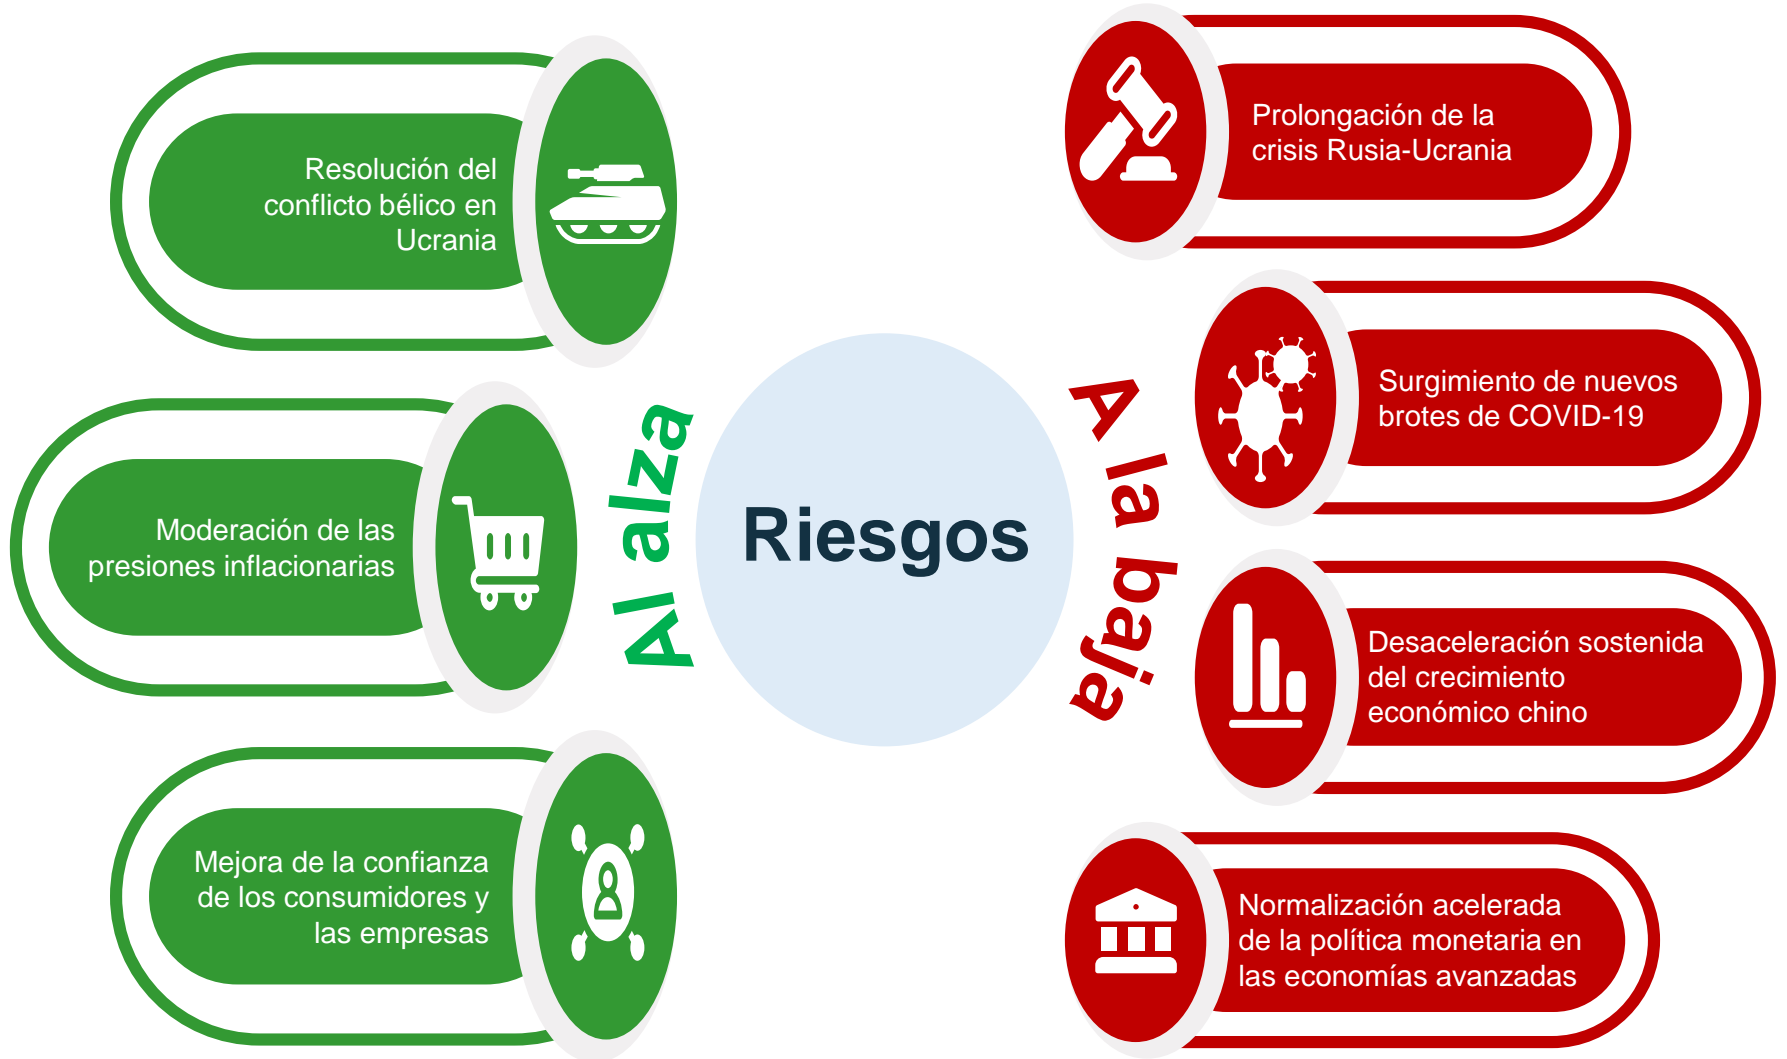 Resolución del
conflicto bélico en
Ucrania
Moderación de las
presiones inflacionarias
Mejora de la confianza
de los consumidores y
las empresas
Al alza
Riesgos
A la baja
Prolongación de la
crisis Rusia-Ucrania
Surgimiento de nuevos
brotes de COVID-19
Desaceleración sostenida
del crecimiento
económico chino
Normalización acelerada
de la política monetaria en
las economías avanzadas